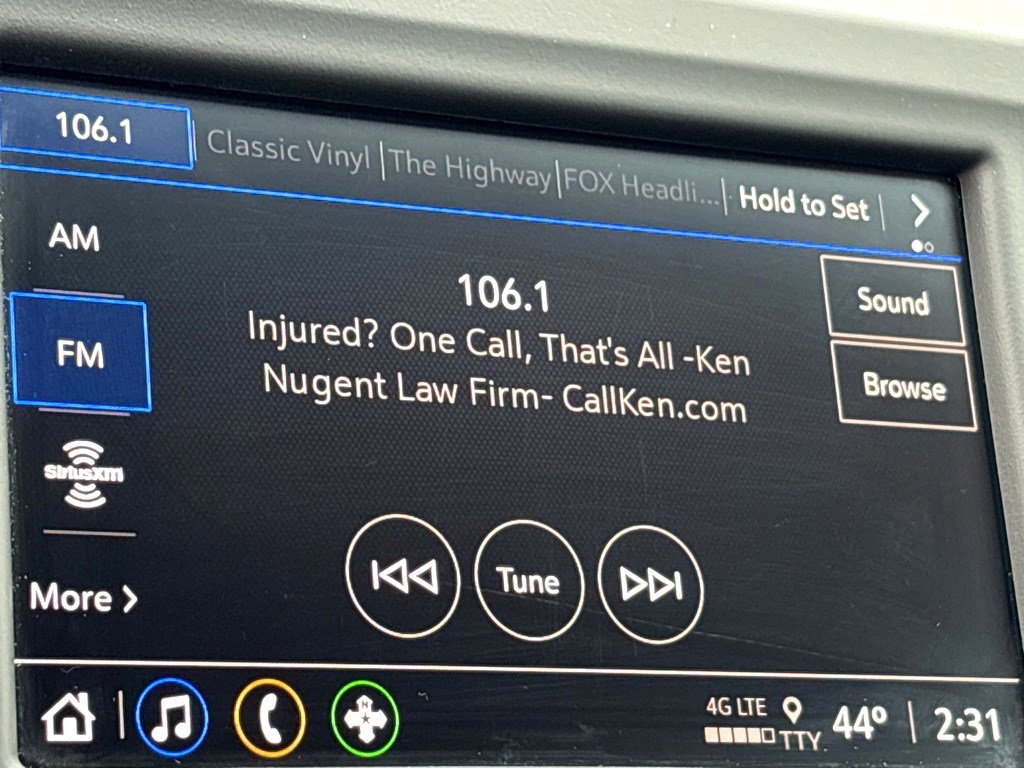 106.1
Classic Vinyl
The Highway
FOX Headli...
Hold to Set
AM
FM
SiriusXM
More
106.1
Injured? One Call, That's All -Ken
Nugent Law Firm- CallKen.com
Sound
Browse
Tune
N
4G LTE
TTY
44º
2:31